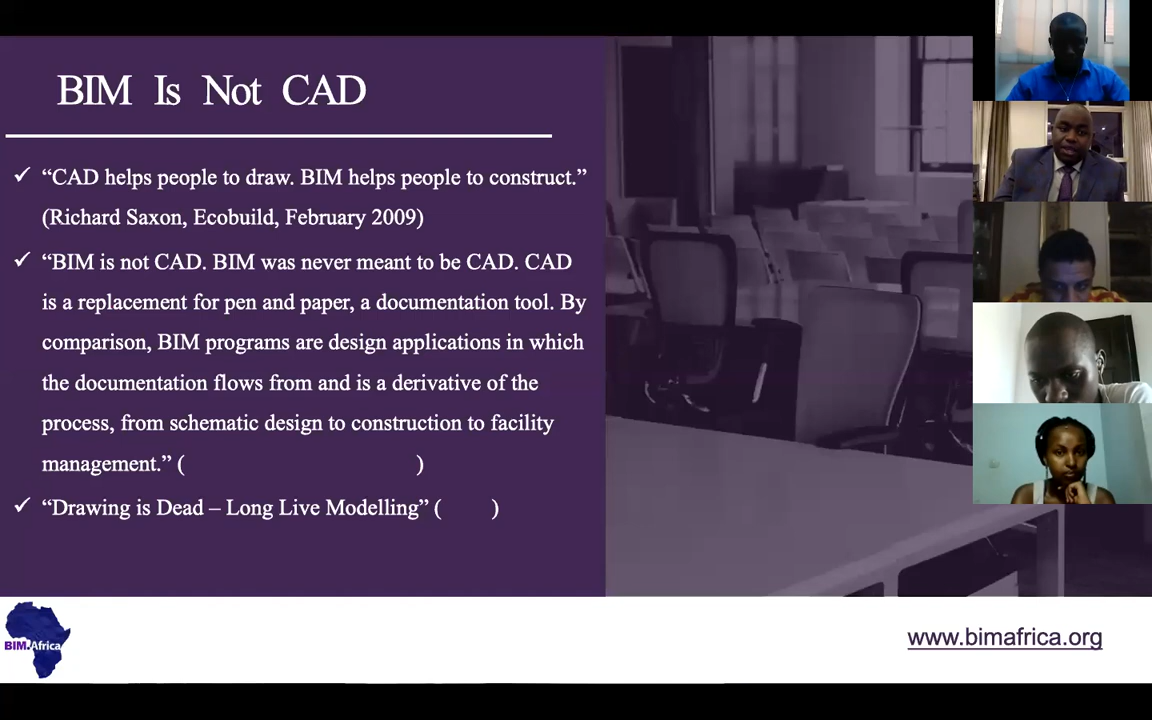 BIM Is Not CAD
✓ “CAD helps people to draw. BIM helps people to construct.”
(Richard Saxon, Ecobuild, February 2009)
✓ “BIM is not CAD. BIM was never meant to be CAD. CAD
is a replacement for pen and paper, a documentation tool. By
comparison, BIM programs are design applications in which
the documentation flows from and is a derivative of the
process, from schematic design to construction to facility
management.” ( )
✓ “Drawing is Dead – Long Live Modelling” ( )
BIM.Africa
www.bimafrica.org